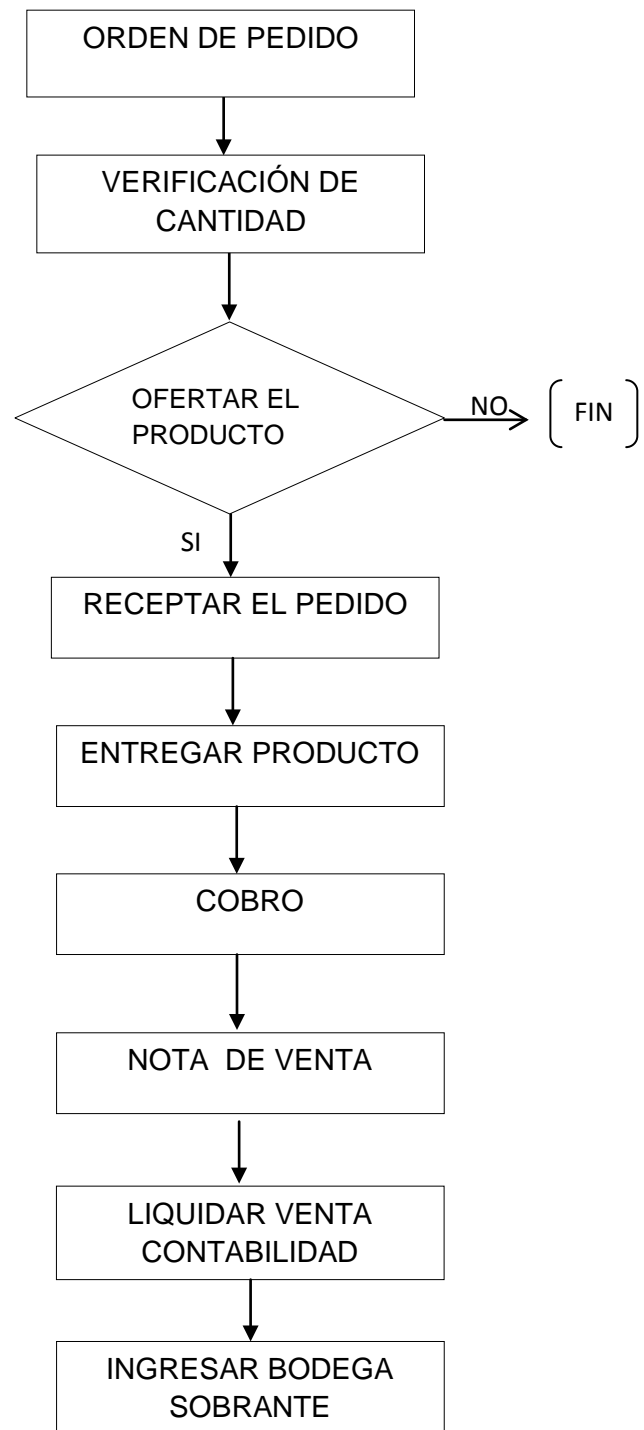 ORDEN DE PEDIDO
VERIFICACIÓN DE
CANTIDAD
OFERTAR EL
PRODUCTO
NO
FIN
SI
RECEPTAR EL PEDIDO
ENTREGAR PRODUCTO
COBRO
NOTA  DE VENTA
LIQUIDAR VENTA
CONTABILIDAD
INGRESAR BODEGA
SOBRANTE